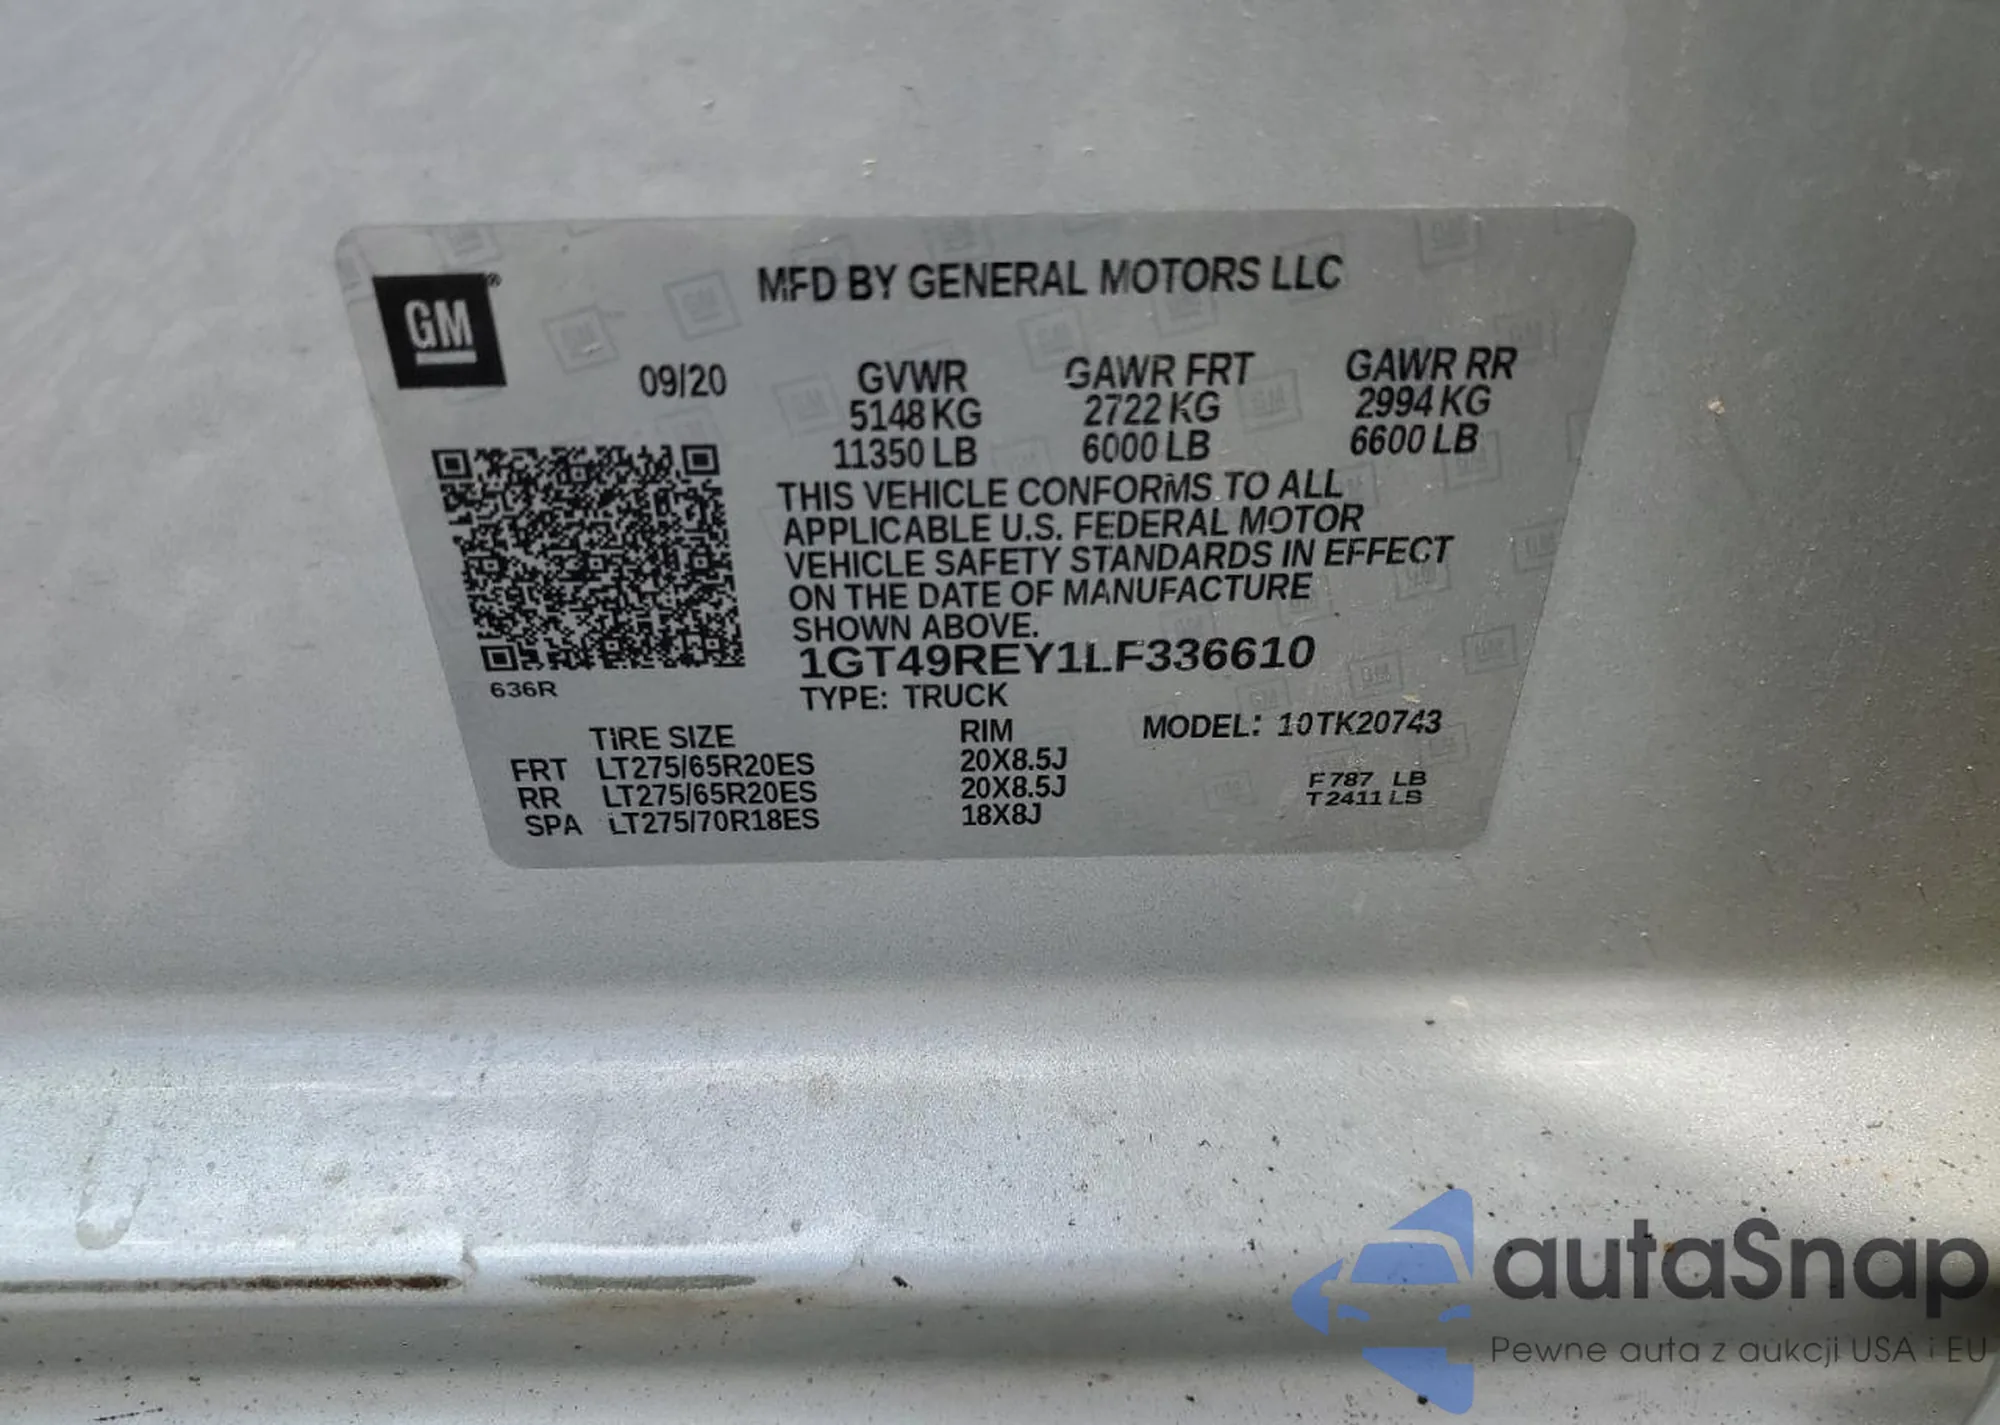 GM®
MFD BY GENERAL MOTORS LLC
09/20 GVWR GAWR FRT GAWR RR
5148 KG 2722 KG 2994 KG
11350 LB 6000 LB 6600 LB
THIS VEHICLE CONFORMS TO ALL
APPLICABLE U.S. FEDERAL MOTOR
VEHICLE SAFETY STANDARDS IN EFFECT
ON THE DATE OF MANUFACTURE
SHOWN ABOVE.
1GT49REY1LF336610
636R
TYPE: TRUCK
TIRE SIZE RIM MODEL: 10TK20743
FRT LT275/65R20ES 20X8.5J
RR LT275/65R20ES 20X8.5J
SPA LT275/70R18ES 18X8J
F 787 LB
T 2411 LB
autaSnap
Pewne auta z aukcji USA i EU